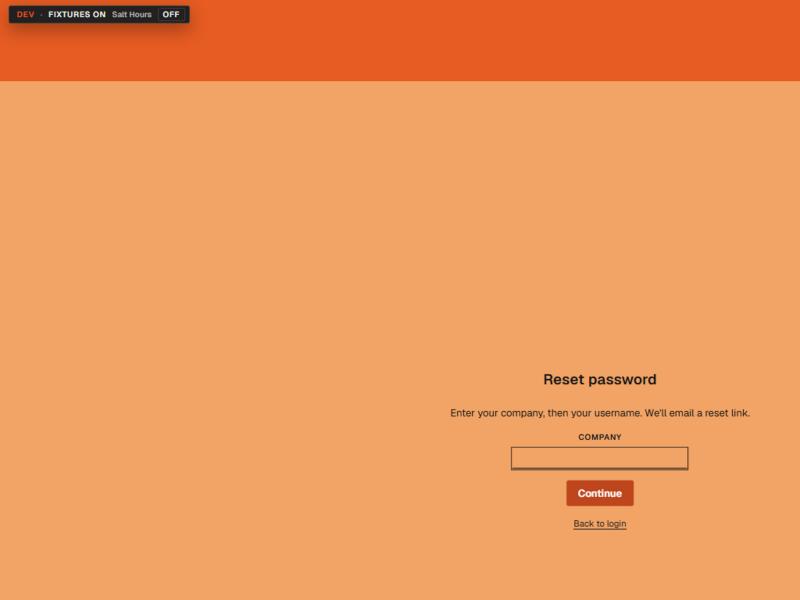 DEV · FIXTURES ON Salt Hours OFF
Reset password
Enter your company, then your username. We'll email a reset link.
COMPANY
Continue
Back to login